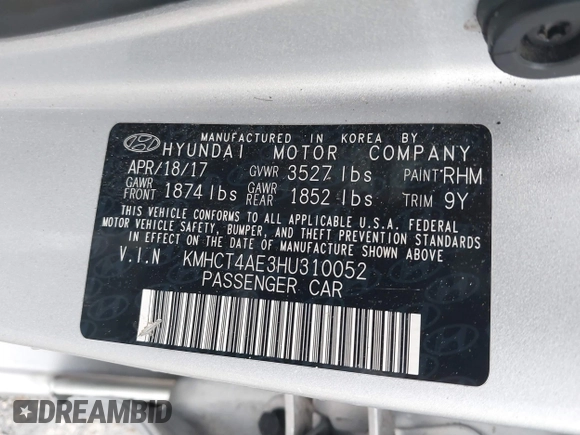 MANUFACTURED IN KOREA BY
HYUNDAI MOTOR COMPANY
APR/18/17 GVWR 3527 lbs PAINT RHM
GAWR FRONT 1874 lbs GAWR REAR 1852 lbs TRIM 9Y
THIS VEHICLE CONFORMS TO ALL APPLICABLE U.S.A. FEDERAL
MOTOR VEHICLE SAFETY, BUMPER, AND THEFT PREVENTION STANDARDS
IN EFFECT ON THE DATE OF MANUFACTURE SHOWN ABOVE.
V.I.N KMHCT4AE3HU310052
PASSENGER CAR
DREAMBID